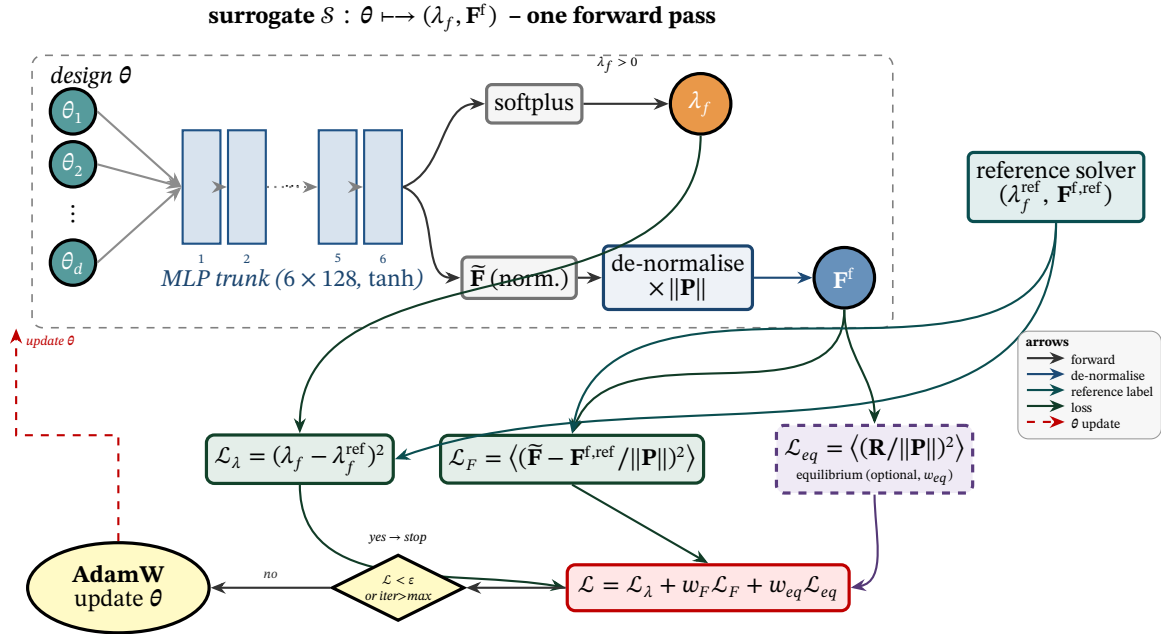 surrogate 𝒮 : θ ⟼ (λ_f, 𝐅^f) – one forward pass
design θ
λ_f > 0
θ_1
θ_2
⋮
θ_d
softplus
λ_f
1
2
...
5
6
MLP trunk (6 × 128, tanh)
F̃ (norm.)
de-normalise
× ||P||
𝐅^f
reference solver
(λ_f^ref, 𝐅^f,ref)
update θ
arrows
forward
de-normalise
reference label
loss
θ update
ℒ_λ = (λ_f − λ_f^ref)²
ℒ_F = ⟨(F̃ − 𝐅^f,ref/||P||)²⟩
ℒ_eq = ⟨(R/||P||)²⟩
equilibrium (optional, w_eq)
yes → stop
AdamW
update θ
no
ℒ < ε
or iter>max
ℒ = ℒ_λ + w_F ℒ_F + w_eq ℒ_eq